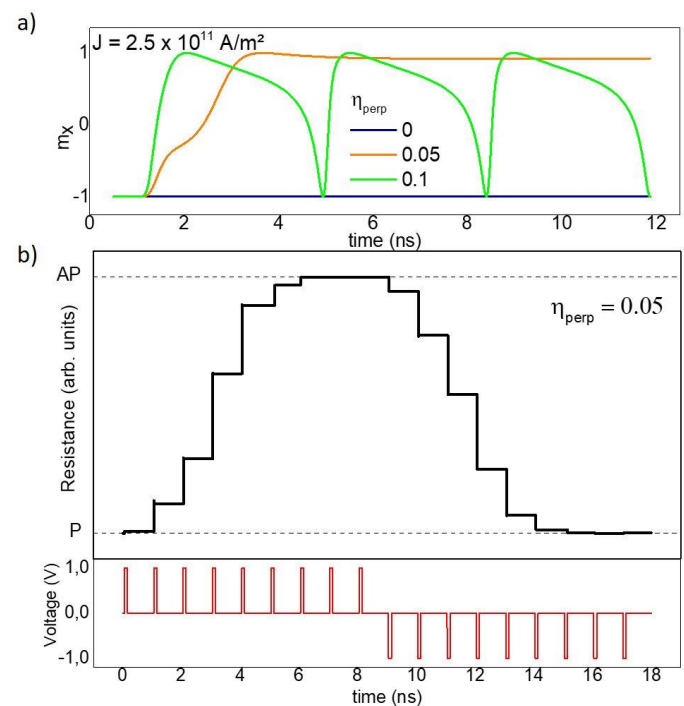 a)
J = 2.5 x 10¹¹ A/m²
1
0
-1
mₓ
η_perp
0
0.05
0.1
0 2 4 6 8 10 12
time (ns)
b)
AP
P
Resistance (arb. units)
η_perp = 0.05
1,0
0,0
-1,0
Voltage (V)
0 2 4 6 8 10 12 14 16 18
time (ns)